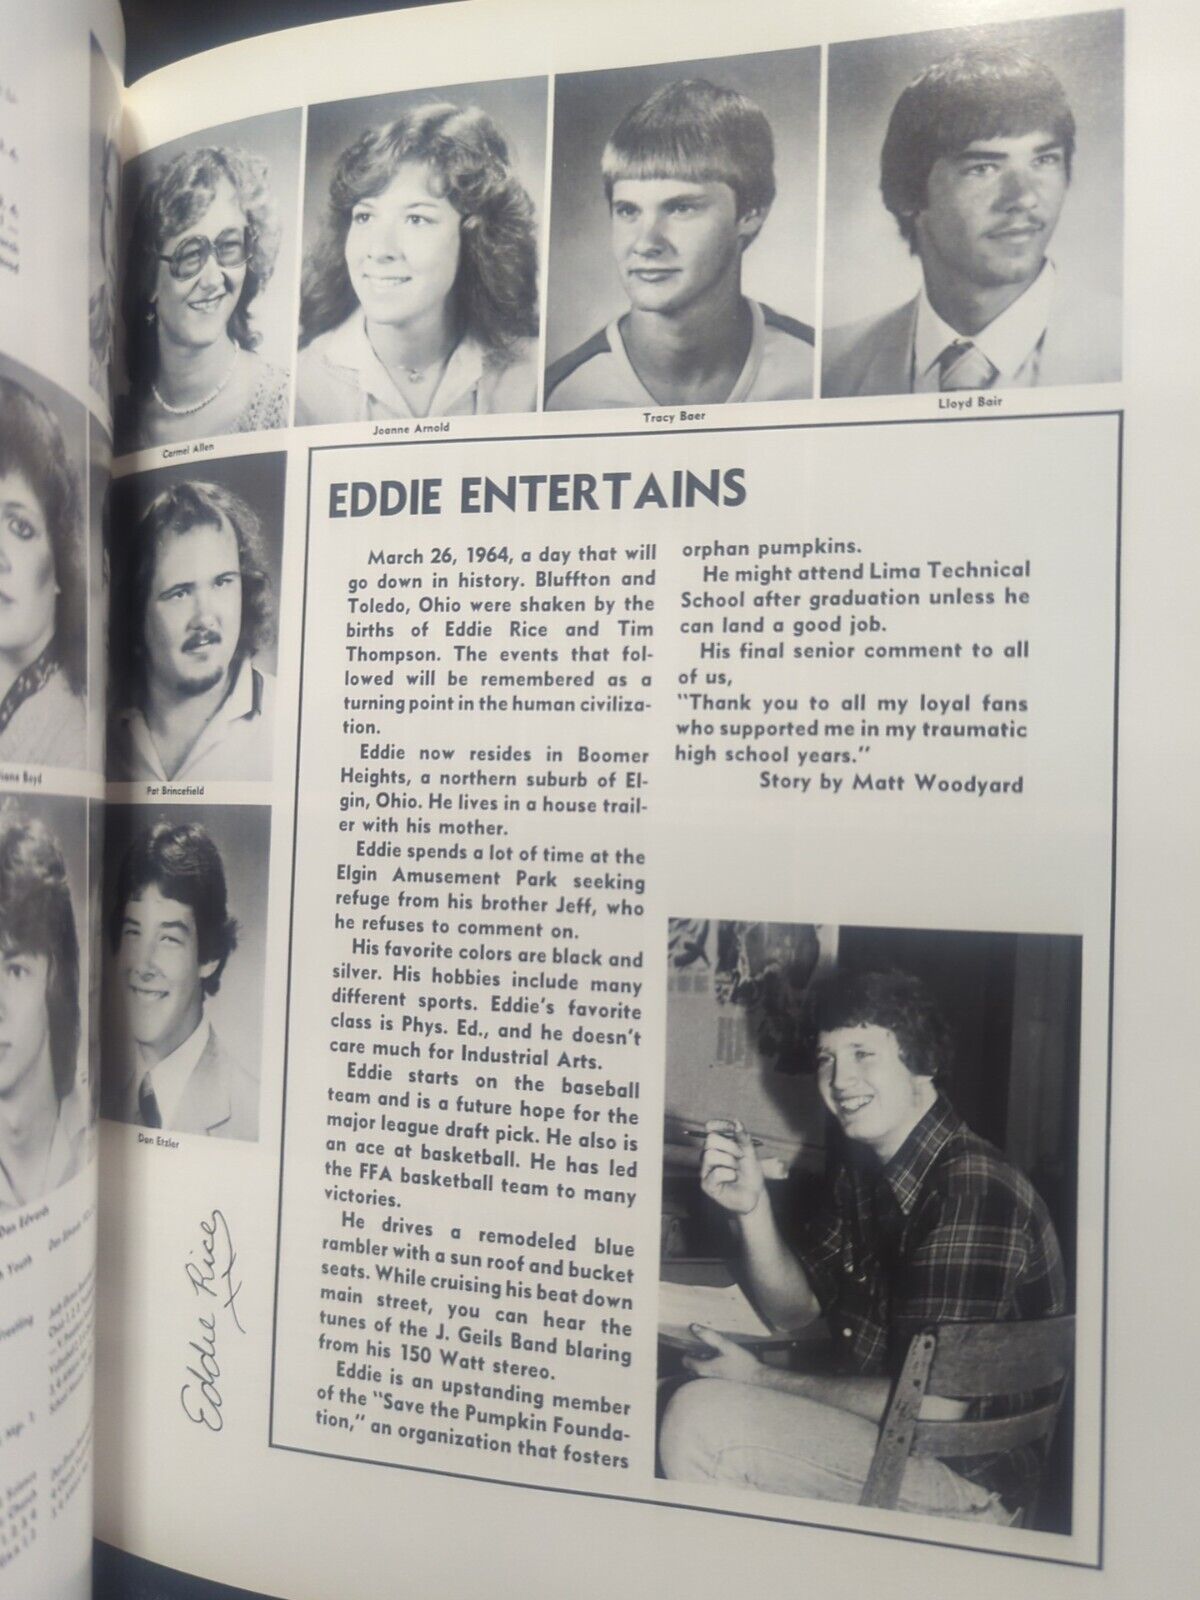 Carmel Allen
Joanne Arnold
Tracy Baer
Lloyd Bair
Pat Brincefield
Dan Etzler
Eddie Rice
EDDIE ENTERTAINS
March 26, 1964, a day that will
go down in history. Bluffton and
Toledo, Ohio were shaken by the
births of Eddie Rice and Tim
Thompson. The events that fol-
lowed will be remembered as a
turning point in the human civiliza-
tion.
Eddie now resides in Boomer
Heights, a northern suburb of El-
gin, Ohio. He lives in a house trail-
er with his mother.
Eddie spends a lot of time at the
Elgin Amusement Park seeking
refuge from his brother Jeff, who
he refuses to comment on.
His favorite colors are black and
silver. His hobbies include many
different sports. Eddie's favorite
class is Phys. Ed., and he doesn't
care much for Industrial Arts.
Eddie starts on the baseball
team and is a future hope for the
major league draft pick. He also is
an ace at basketball. He has led
the FFA basketball team to many
victories.
He drives a remodeled blue
rambler with a sun roof and bucket
seats. While cruising his beat down
main street, you can hear the
tunes of the J. Geils Band blaring
from his 150 Watt stereo.
Eddie is an upstanding member
of the "Save the Pumpkin Founda-
tion," an organization that fosters
orphan pumpkins.
He might attend Lima Technical
School after graduation unless he
can land a good job.
His final senior comment to all
of us,
"Thank you to all my loyal fans
who supported me in my traumatic
high school years."
Story by Matt Woodyard
Boyd
Dan Edwards
Youth